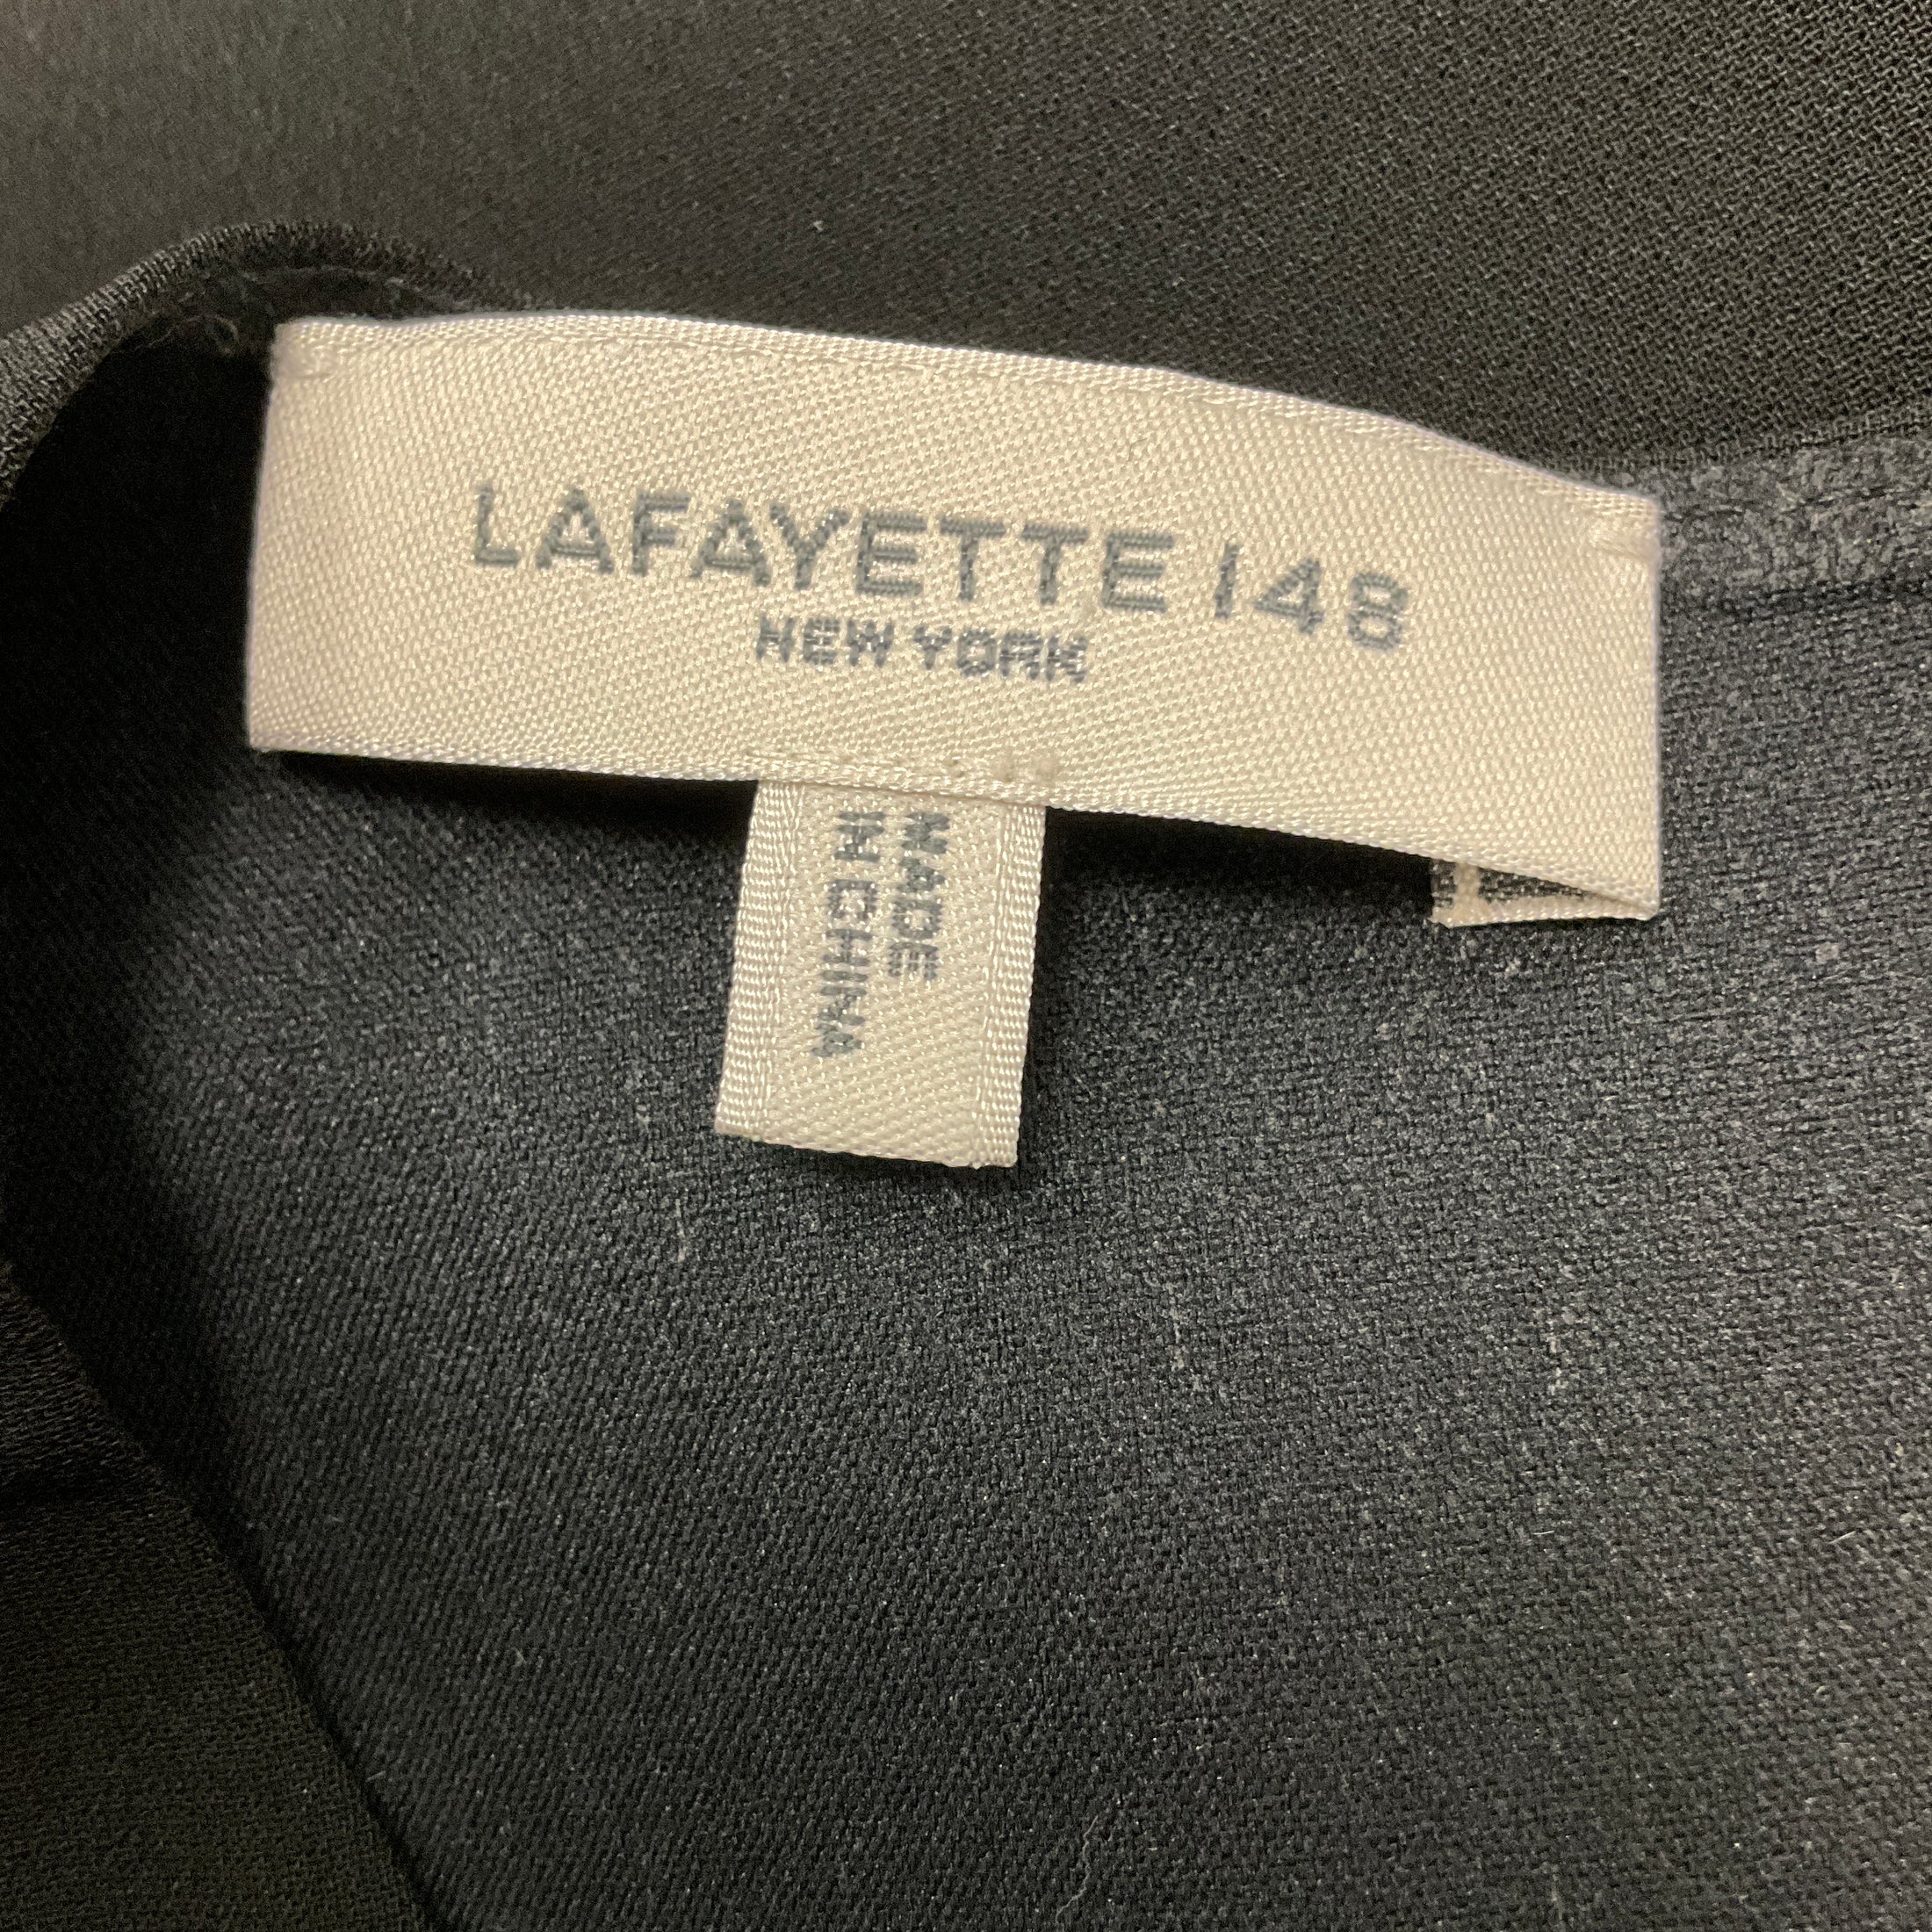 LAFAYETTE 148
NEW YORK
MADE
IN CHINA